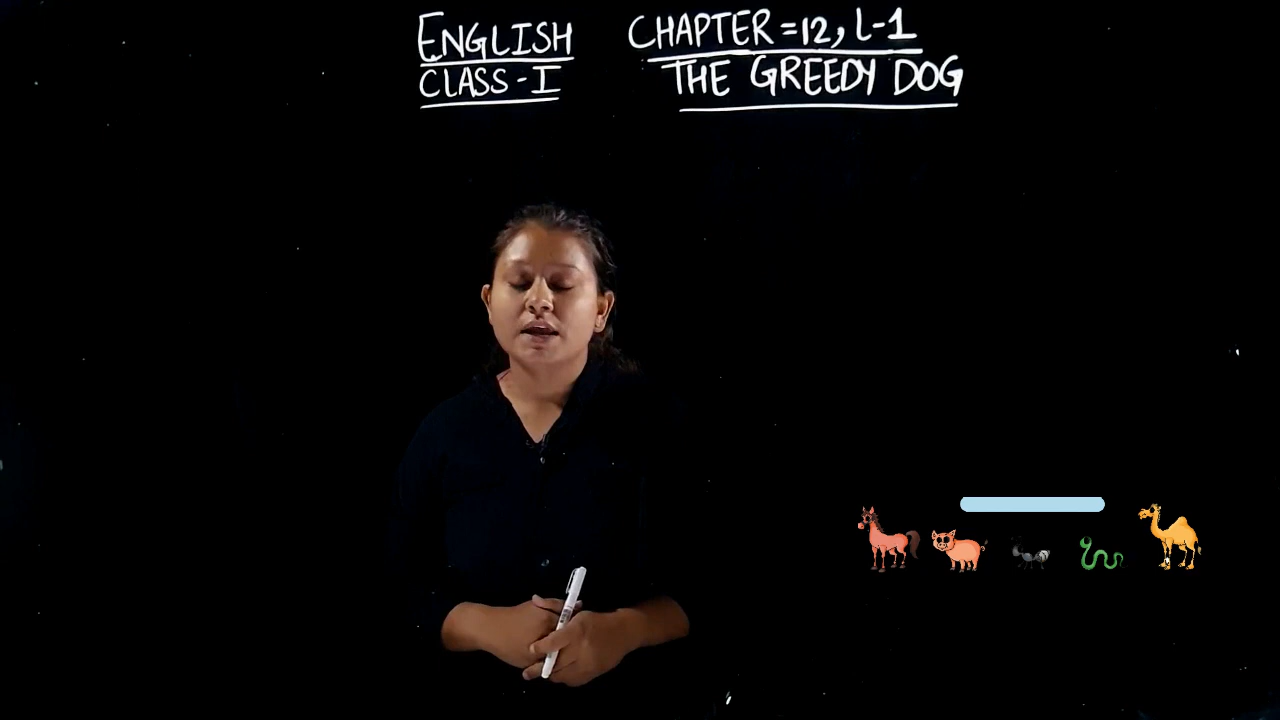 ENGLISH
CLASS-I
CHAPTER=12, L-1
THE GREEDY DOG